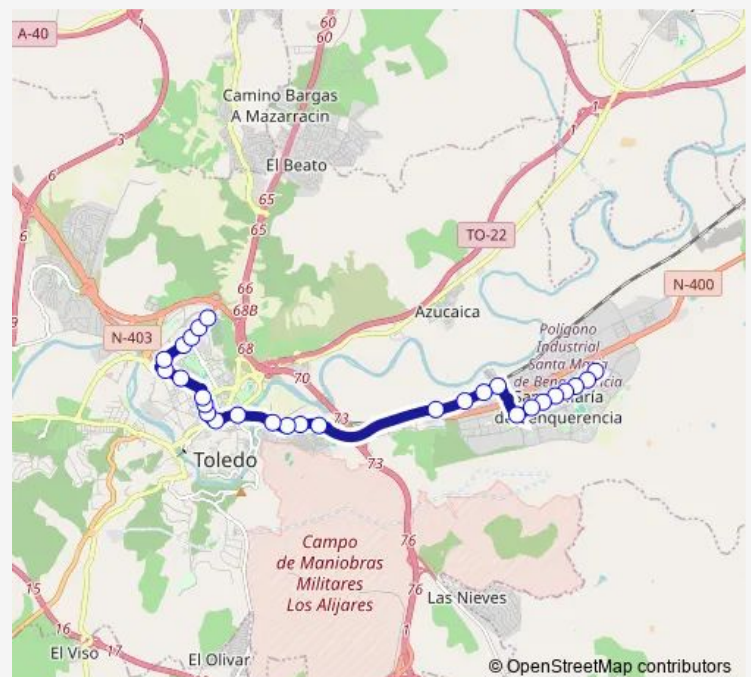 A-40
1
60
60
Camino Bargas
A Mazarracin
1
1
3
El Beato
6
65
65
TO-22
6
66
68B
N-400
9
Azucaica
N-403
68
Polígono
Industrial
Santa María
de Benquerencia
70
73
Santa María
de Benquerencia
Toledo
73
Campo
de Maniobras
Militares
Los Alijares
76
76
Las Nieves
15
16
17
1
El Viso
El Olivar
© OpenStreetMap contributors